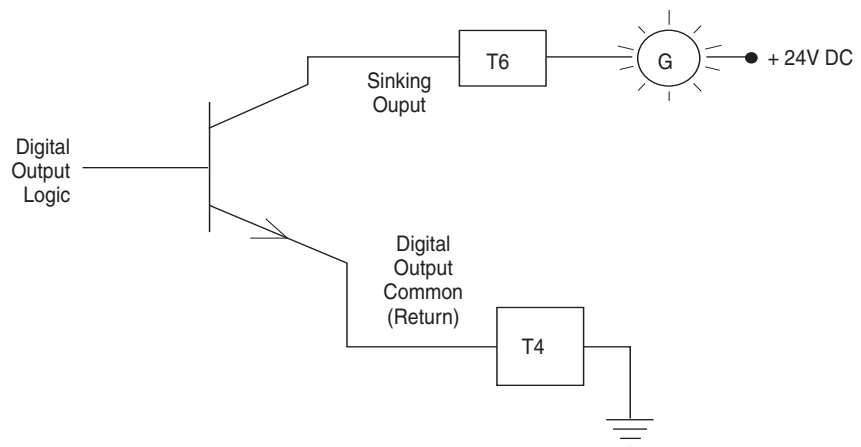 T6
G
+ 24V DC
Sinking
Ouput
Digital
Output
Logic
Digital
Output
Common
(Return)
T4